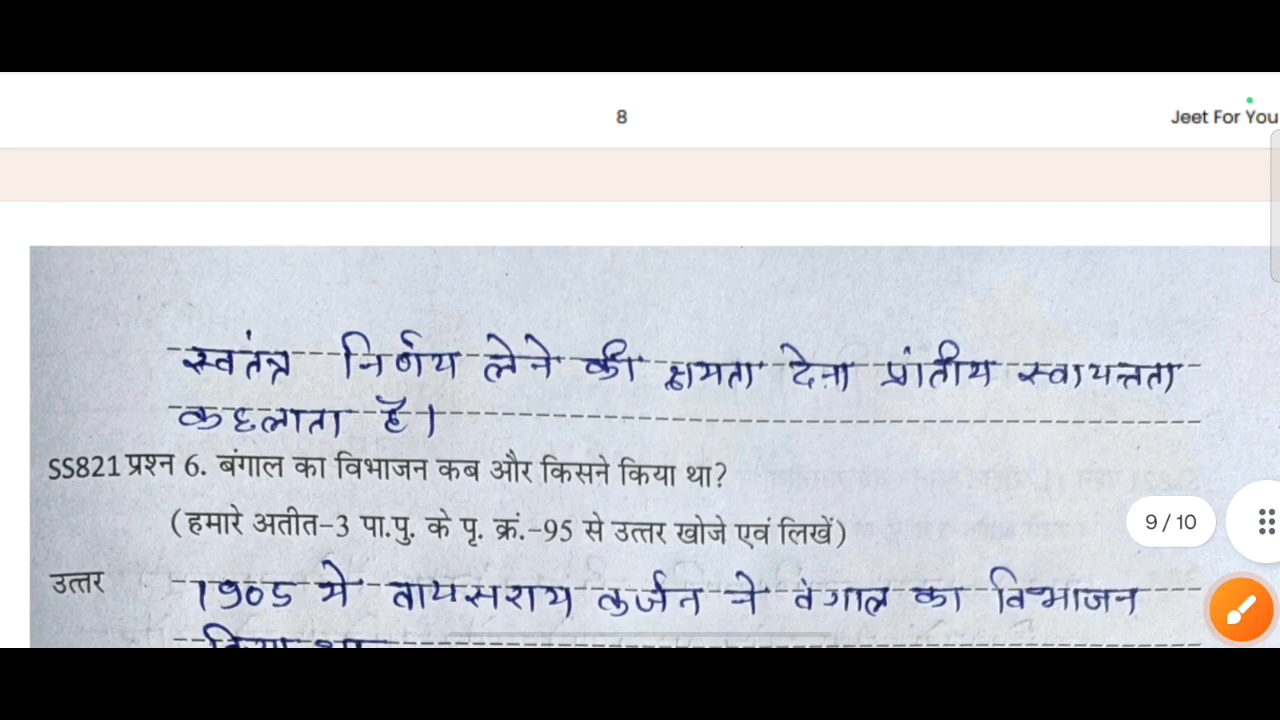 8
Jeet For You
स्वतंत्र निर्णय लेने की क्षमता देना प्रांतीय स्वायत्तता
कहलाता है।
SS821 प्रश्न 6. बंगाल का विभाजन कब और किसने किया था?
(हमारे अतीत-3 पा.पु. के पृ. क्रं.-95 से उत्तर खोजे एवं लिखें)
9 / 10
उत्तर 1905 मे वायसराय कर्जन ने बंगाल का विभाजन
किया था